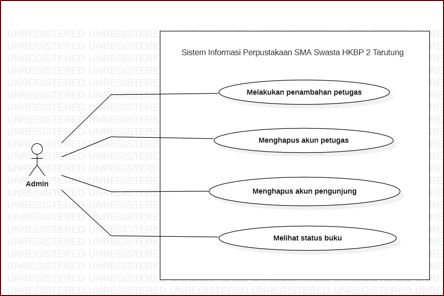 Sistem Informasi Perpustakaan SMA Swasta HKBP 2 Tarutung
Melakukan penambahan petugas
Menghapus akun petugas
Admin
Menghapus akun pengunjung
Melihat status buku
UNREGISTERED UNREGISTERED UNREGISTERED UNREGISTERED UNREGISTERED